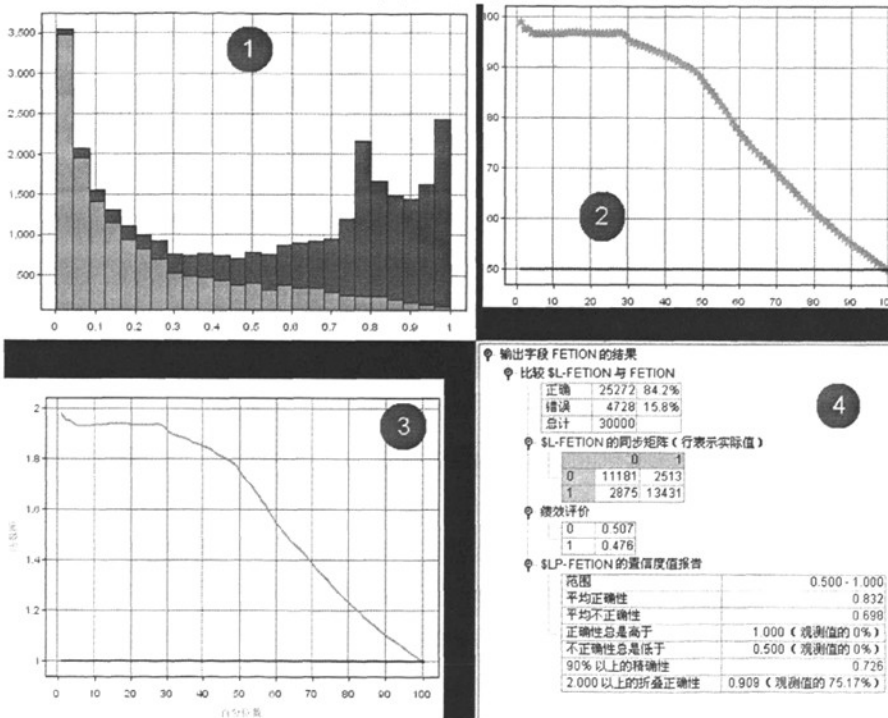 1
3,500
3,000
2,500
2,000
1,500
1,000
500
0 0.1 0.2 0.3 0.4 0.5 0.6 0.7 0.8 0.9 1
2
100
90
80
70
60
50
0 10 20 30 40 50 60 70 80 90 100
3
2
1.8
1.6
1.4
1.2
1
0 10 20 30 40 50 60 70 80 90 100
百分位数
4
输出字段 FETION 的结果
比较 $L-FETION 与 FETION
正确 25272 84.2%
错误 4728 15.8%
总计 30000
$L-FETION 的同步矩阵（行表示实际值）
0 1
0 11181 2513
1 2875 13431
绩效评价
0 0.507
1 0.476
$LP-FETION 的置信度值报告
范围 0.500 - 1.000
平均正确性 0.832
平均不正确性 0.698
正确性总是高于 1.000（观测值的 0%）
不正确性总是低于 0.500（观测值的 0%）
90% 以上的精确性 0.726
2.000 以上的折叠正确性 0.909（观测值的 75.17%）